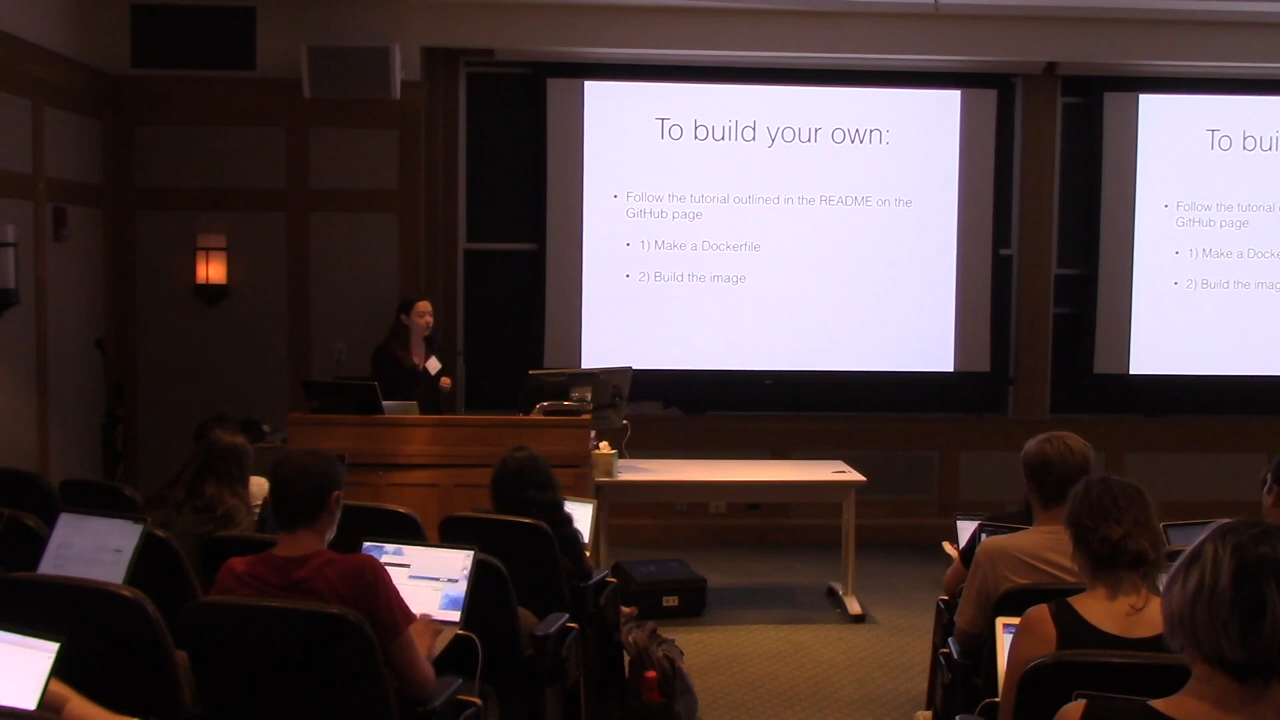 To build your own:
• Follow the tutorial outlined in the README on the
GitHub page
• 1) Make a Dockerfile
• 2) Build the image
To bui
• Follow the tutorial
GitHub page
• 1) Make a Docke
• 2) Build the imag